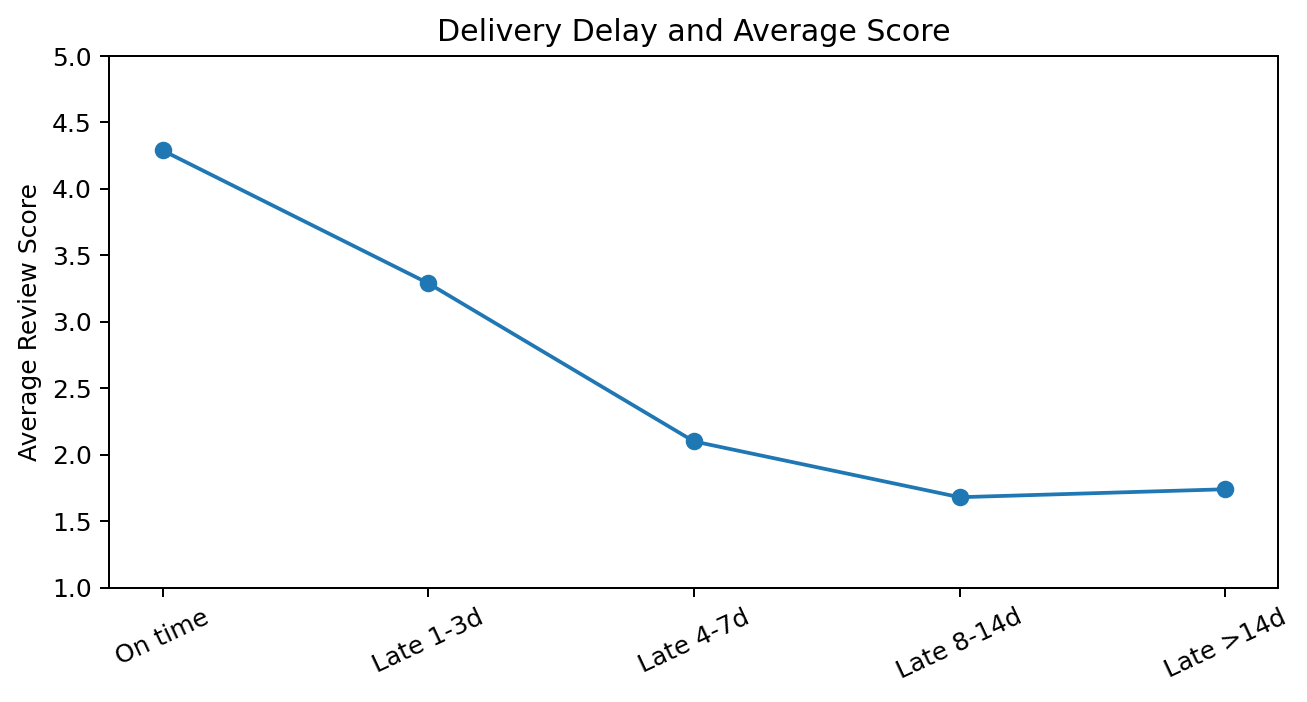 Delivery Delay and Average Score
Average Review Score
5.0
4.5
4.0
3.5
3.0
2.5
2.0
1.5
1.0
On time
Late 1-3d
Late 4-7d
Late 8-14d
Late >14d